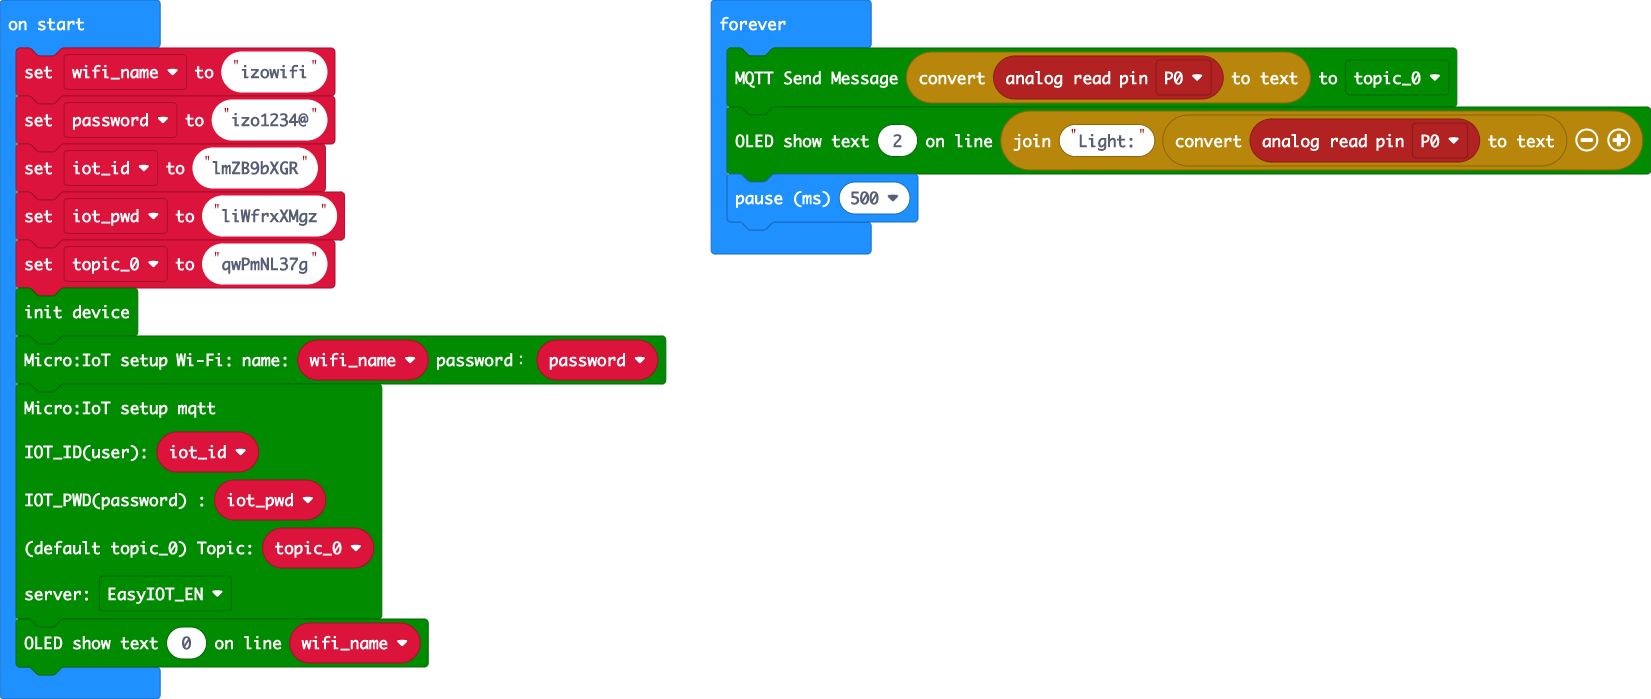 on start
set wifi_name to "izowifi"
set password to "izo1234@"
set iot_id to "lmZB9bXGR"
set iot_pwd to "liWfrxXMgz"
set topic_0 to "qwPmNL37g"
init device
Micro:IoT setup Wi-Fi: name: wifi_name password: password
Micro:IoT setup mqtt
IOT_ID(user): iot_id
IOT_PWD(password) : iot_pwd
(default topic_0) Topic: topic_0
server: EasyIOT_EN
OLED show text 0 on line wifi_name
forever
MQTT Send Message convert analog read pin P0 to text to topic_0
OLED show text 2 on line join "Light:" convert analog read pin P0 to text
pause (ms) 500